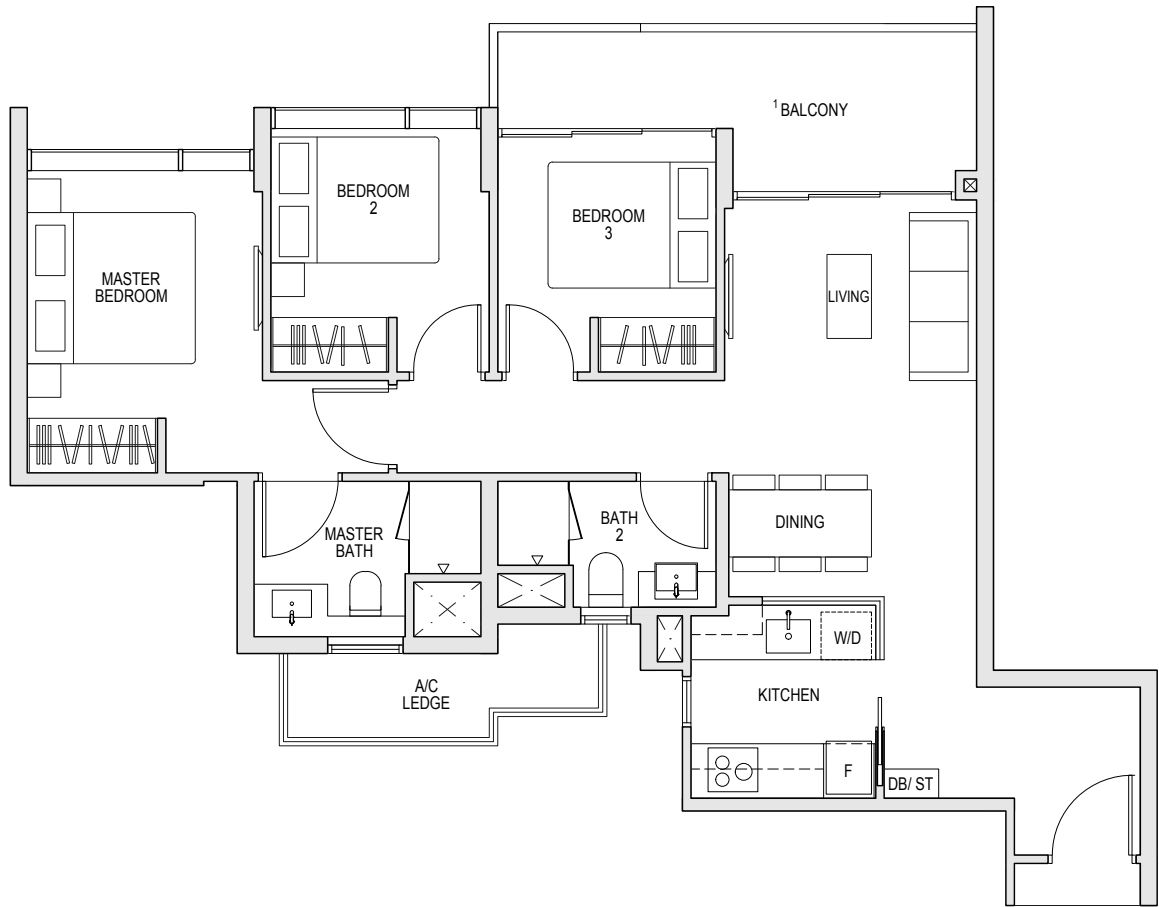 1 BALCONY
BEDROOM
2
BEDROOM
3
MASTER
BEDROOM
LIVING
DINING
BATH
2
MASTER
BATH
W/D
A/C
LEDGE
KITCHEN
F
DB/ ST